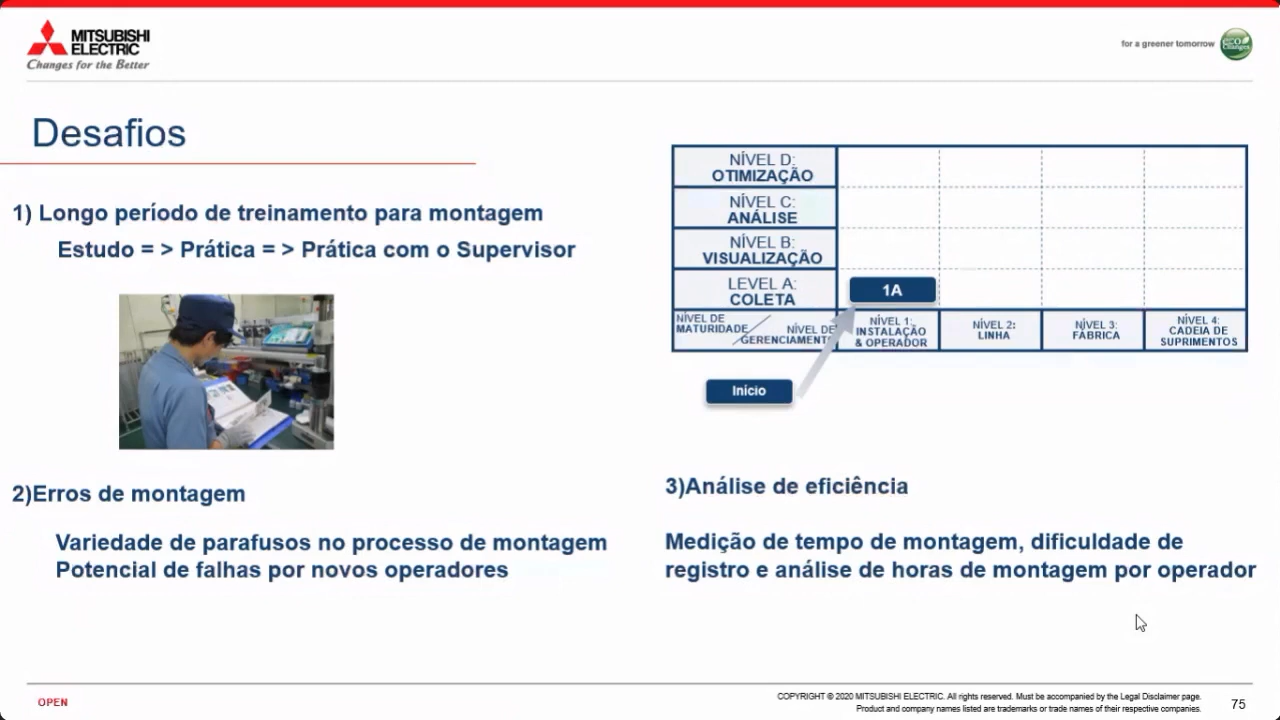 MITSUBISHI
ELECTRIC
Changes for the Better
for a greener tomorrow
eco
Changes
Desafios
1) Longo período de treinamento para montagem
Estudo = > Prática = > Prática com o Supervisor
2)Erros de montagem
Variedade de parafusos no processo de montagem
Potencial de falhas por novos operadores
NÍVEL D:
OTIMIZAÇÃO
NÍVEL C:
ANÁLISE
NÍVEL B:
VISUALIZAÇÃO
LEVEL A:
COLETA
1A
NÍVEL DE
MATURIDADE
NÍVEL DE
GERENCIAMENTO
NÍVEL 1:
INSTALAÇÃO
& OPERADOR
NÍVEL 2:
LINHA
NÍVEL 3:
FÁBRICA
NÍVEL 4:
CADEIA DE
SUPRIMENTOS
Início
3)Análise de eficiência
Medição de tempo de montagem, dificuldade de
registro e análise de horas de montagem por operador
OPEN
COPYRIGHT © 2020 MITSUBISHI ELECTRIC. All rights reserved. Must be accompanied by the Legal Disclaimer page.
Product and company names listed are trademarks or trade names of their respective companies.
75